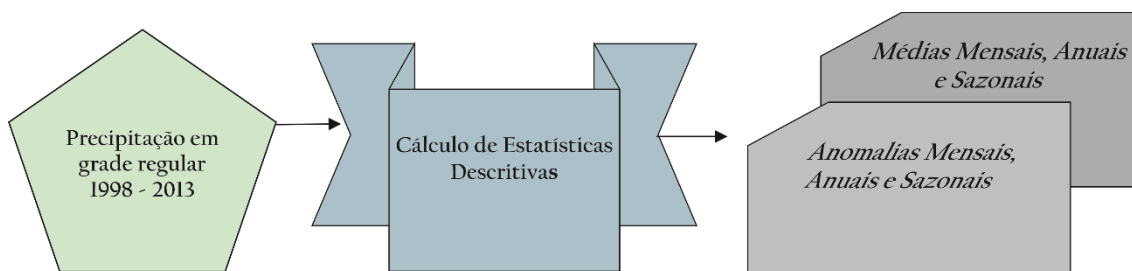 Precipitação em
grade regular
1998 - 2013
Cálculo de Estatísticas
Descritivas
Médias Mensais, Anuais
e Sazonais
Anomalias Mensais,
Anuais e Sazonais